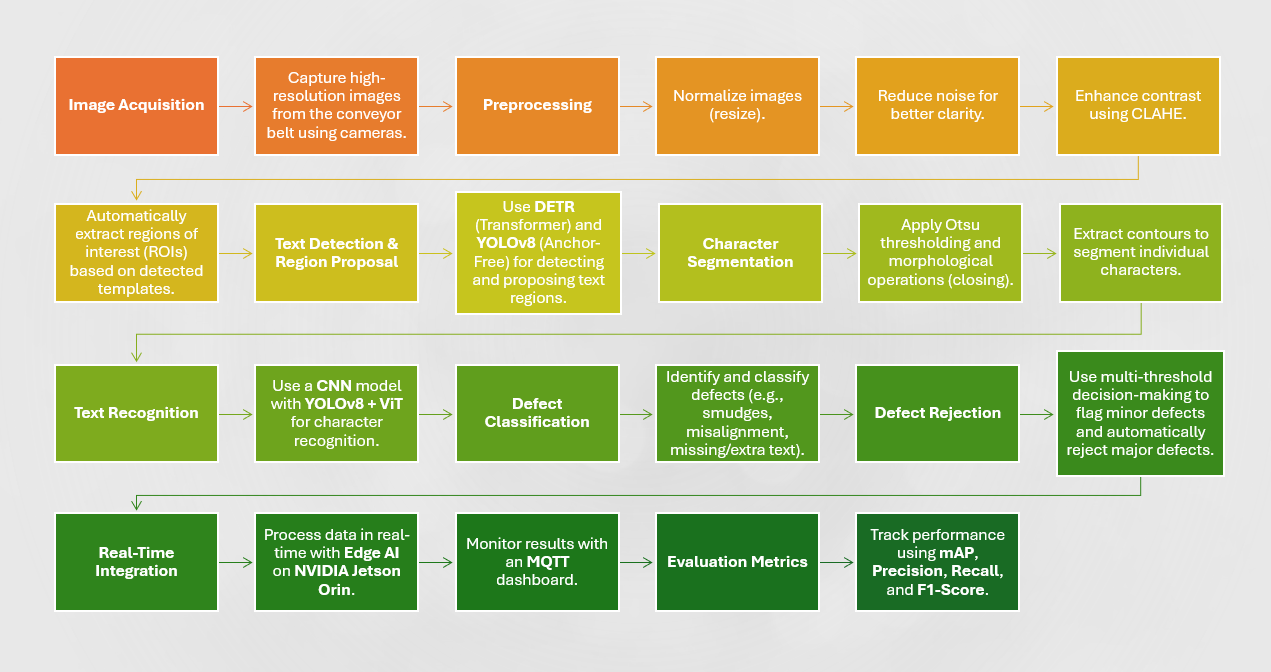 Image Acquisition
Capture high-
resolution images
from the conveyor
belt using cameras.
Preprocessing
Normalize images
(resize).
Reduce noise for
better clarity.
Enhance contrast
using CLAHE.
Automatically
extract regions of
interest (ROIs)
based on detected
templates.
Text Detection &
Region Proposal
Use DETR
(Transformer) and
YOLOv8 (Anchor-
Free) for detecting
and proposing text
regions.
Character
Segmentation
Apply Otsu
thresholding and
morphological
operations (closing).
Extract contours to
segment individual
characters.
Text Recognition
Use a CNN model
with YOLOv8 + ViT
for character
recognition.
Defect
Classification
Identify and classify
defects (e.g.,
smudges,
misalignment,
missing/extra text).
Defect Rejection
Use multi-threshold
decision-making to
flag minor defects
and automatically
reject major defects.
Real-Time
Integration
Process data in real-
time with Edge AI
on NVIDIA Jetson
Orin.
Monitor results with
an MQTT
dashboard.
Evaluation Metrics
Track performance
using mAP,
Precision, Recall,
and F1-Score.